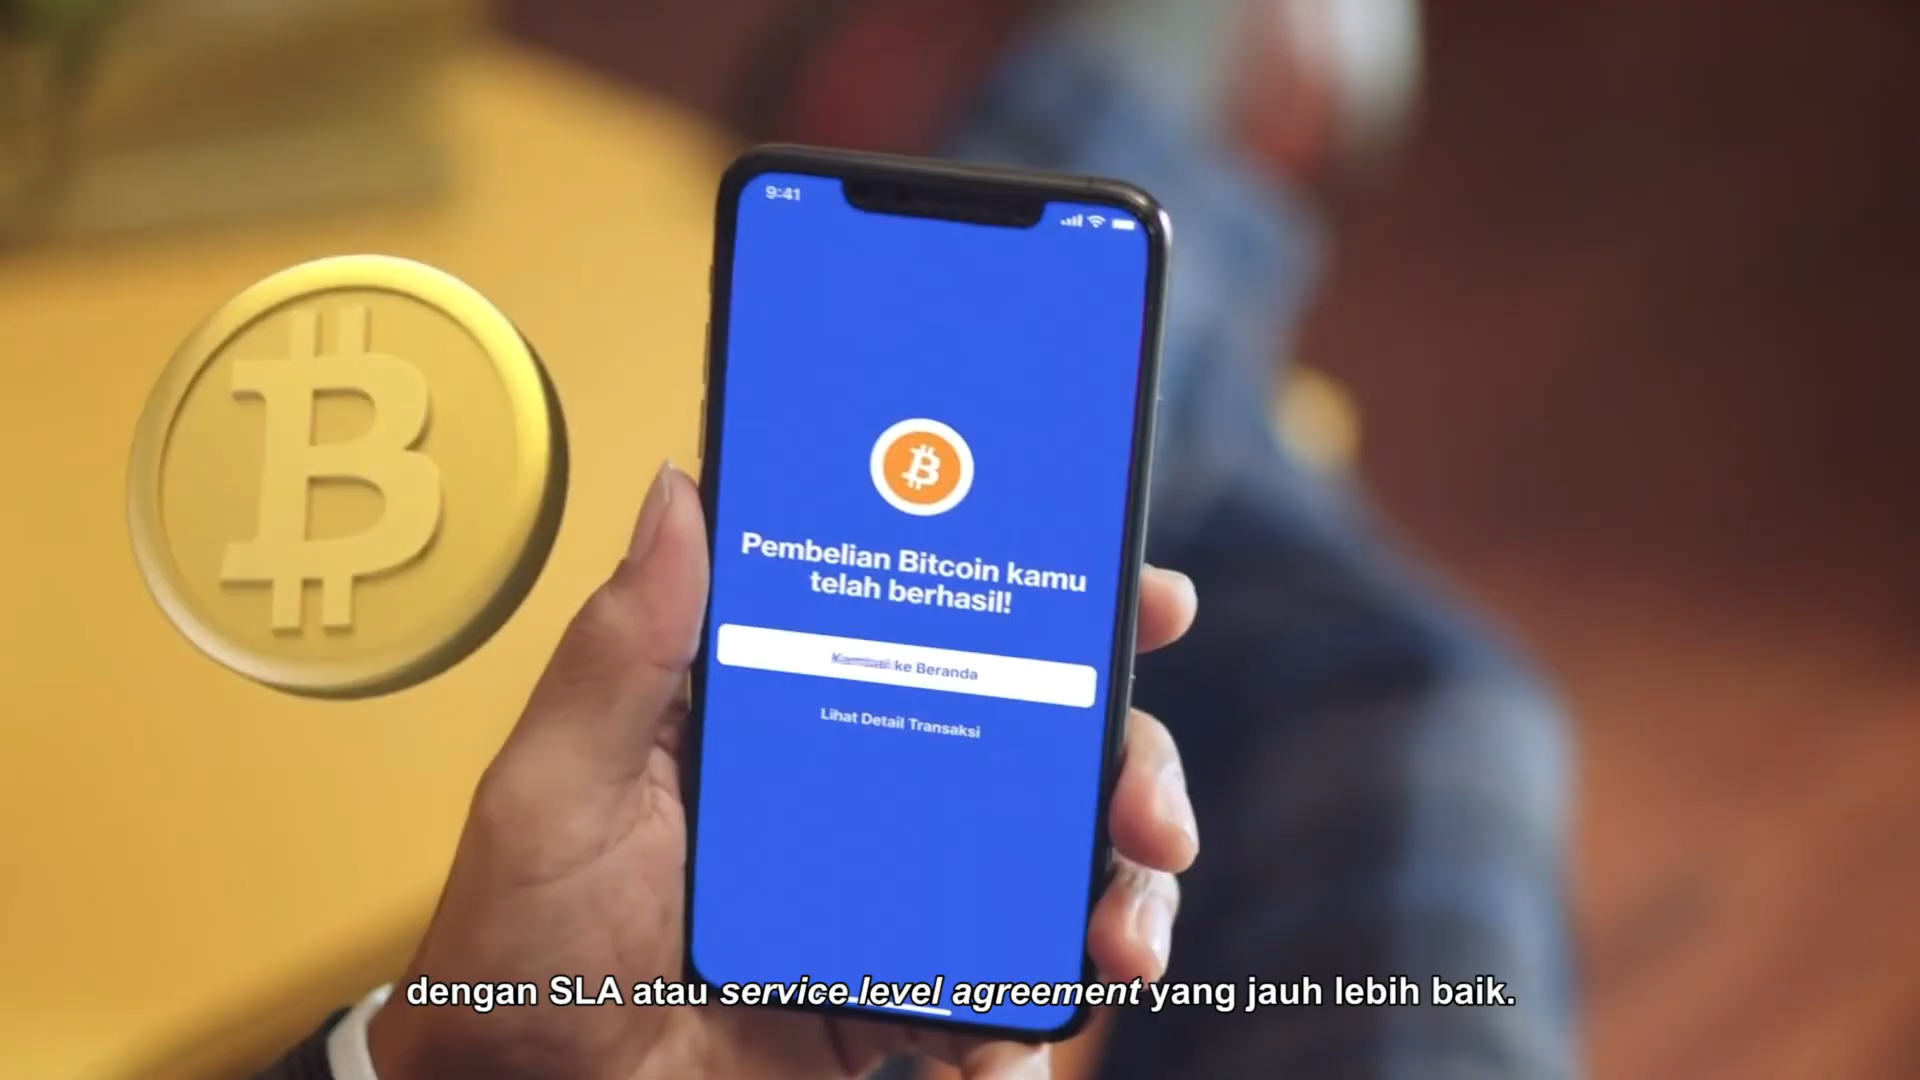 9:41
Pembelian Bitcoin kamu
telah berhasil!
ke Beranda
Lihat Detail Transaksi
dengan SLA atau service level agreement yang jauh lebih baik.